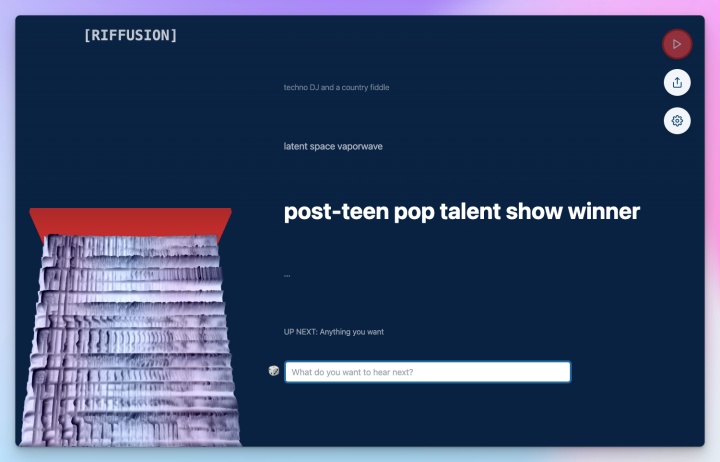 [RIFFUSION]
techno DJ and a country fiddle
latent space vaporwave
post-teen pop talent show winner
...
UP NEXT: Anything you want
What do you want to hear next?